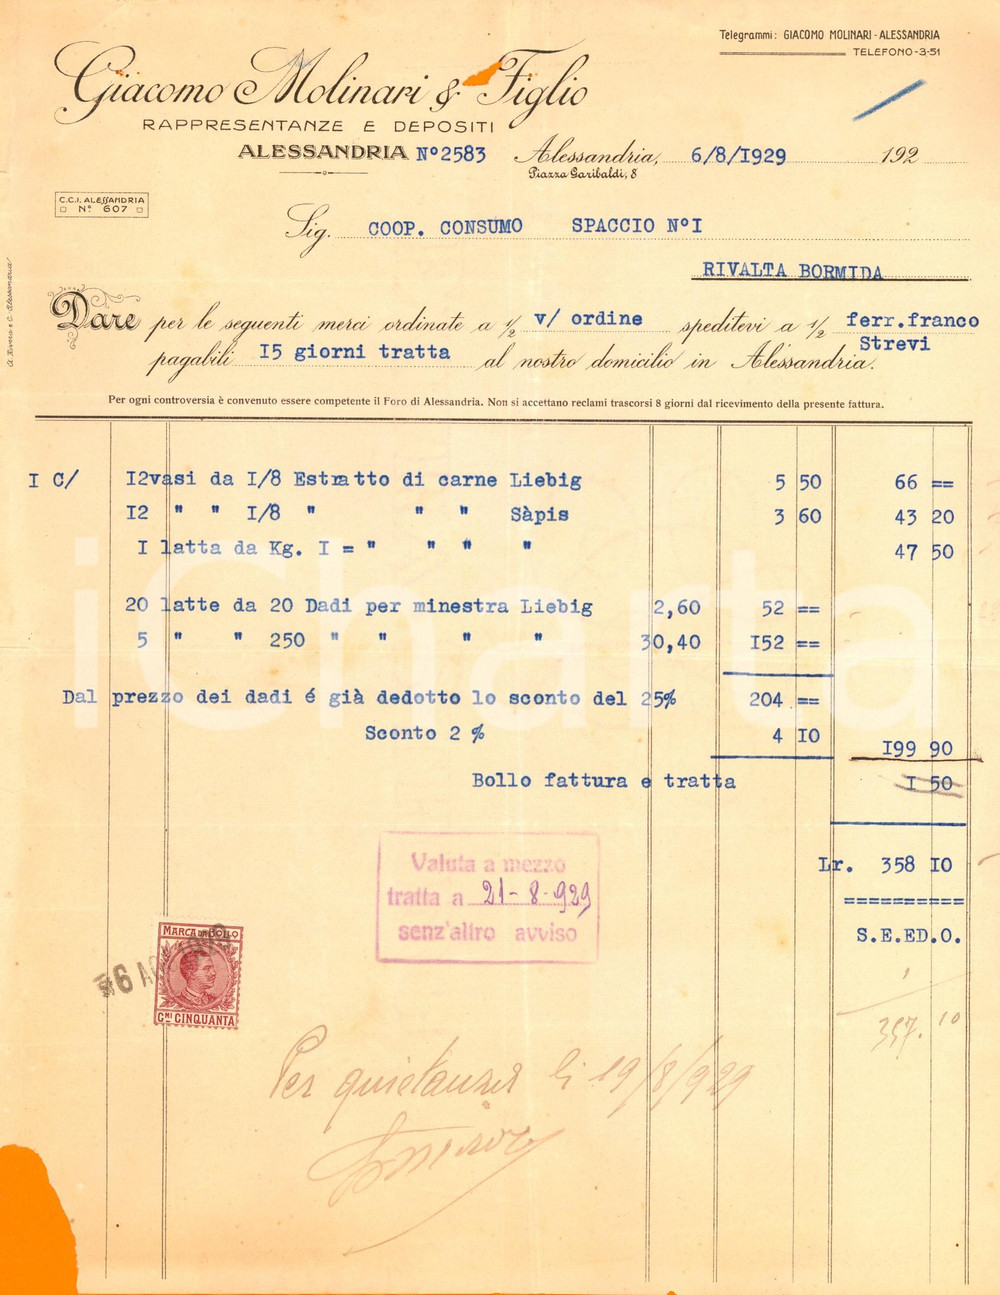 Telegrammi: GIACOMO MOLINARI - ALESSANDRIA
TELEFONO - 3-51
Giacomo Molinari & Figlio
RAPPRESENTANZE E DEPOSITI
ALESSANDRIA Nº 2583
Alessandria, 6/8/I929 192
Piazza Garibaldi, 8
C.C.I. ALESSANDRIA
Nº 607
Sig. COOP. CONSUMO SPACCIO NºI
RIVALTA BORMIDA
Dare per le seguenti merci ordinate a ½ v/ ordine speditevi a ½ ferr.franco
Strevi
pagabili I5 giorni tratta al nostro domicilio in Alessandria.
Per ogni controversia è convenuto essere competente il Foro di Alessandria. Non si accettano reclami trascorsi 8 giorni dal ricevimento della presente fattura.
I C/ I2vasi da I/8 Estratto di carne Liebig 5 50 66 ==
I2 " " I/8 " " " Sàpis 3 60 43 20
I latta da Kg. I = " " " " 47 50
20 latte da 20 Dadi per minestra Liebig 2,60 52 ==
5 " " 250 " " " " 30,40 I52 ==
Dal prezzo dei dadi é già dedotto lo sconto del 25% 204 ==
Sconto 2 % 4 I0 I99 90
Bollo fattura e tratta I 50
Lr. 358 I0
==========
S.E.ED.O.
Valuta a mezzo
tratta a 21-8-929
senz'altro avviso
MARCA DA BOLLO
6 AGO
CMI CINQUANTA
357.10
Per quietanza li 19/8/929
iCharta